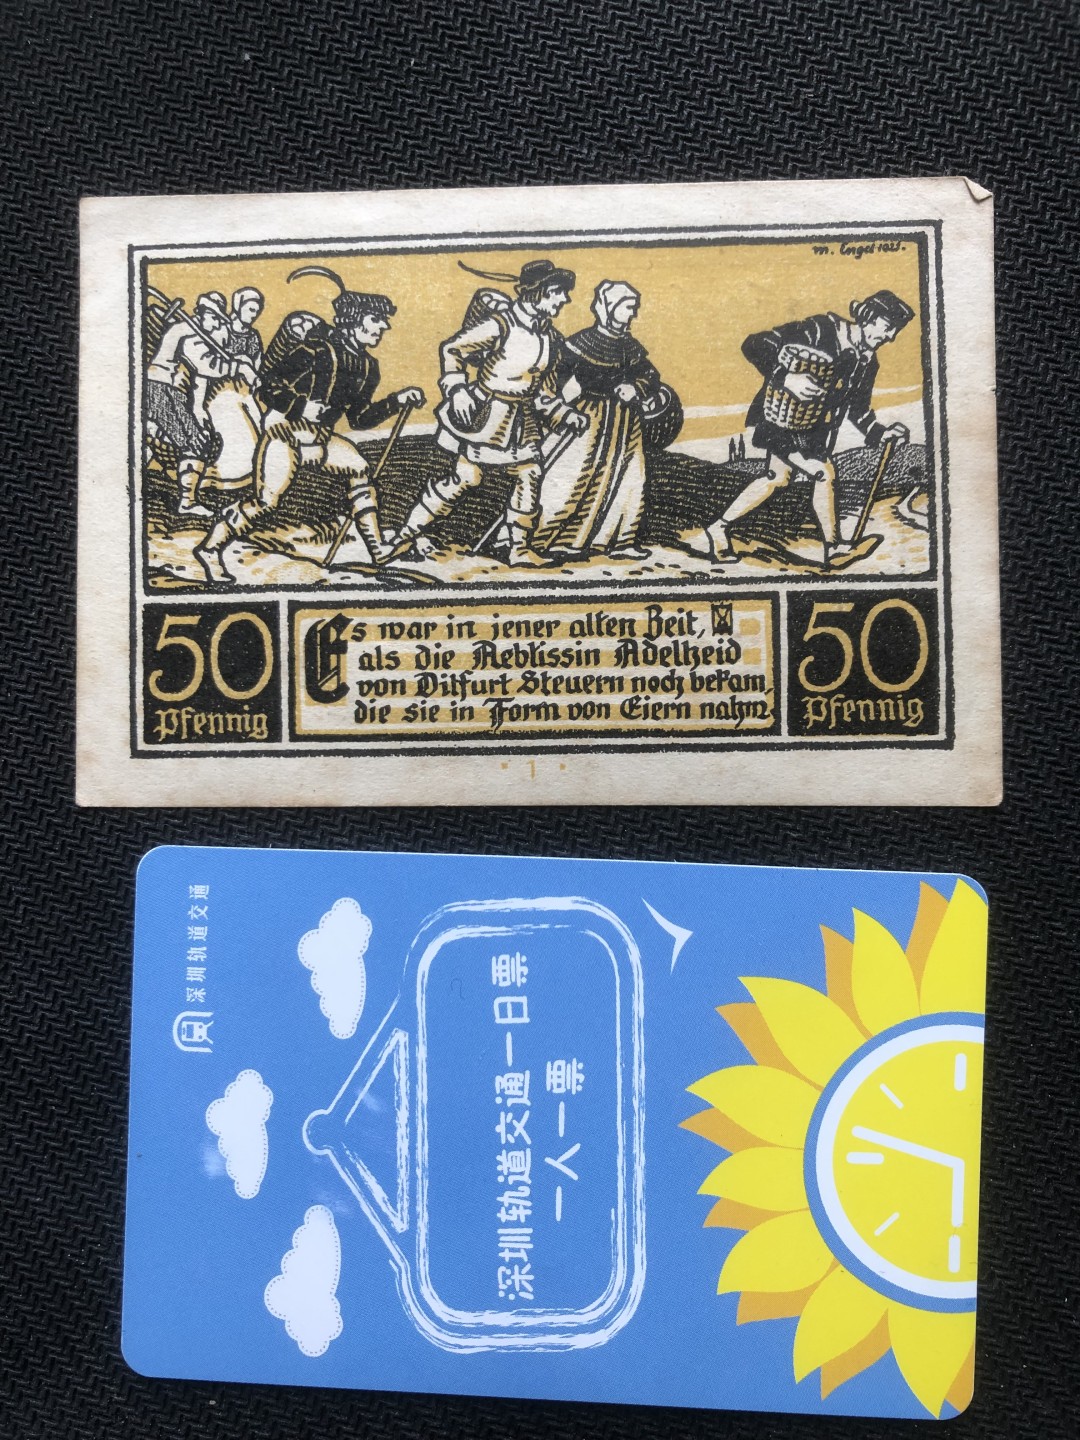 M. Engel 1921.
50
Pfennig
Es war in jener alten Zeit,
als die Aebtissin Adelheid
von Ditfurt Steuern noch bekam,
die sie in Form von Eiern nahm.
50
Pfennig
· 1 ·
深圳轨道交通
深圳轨道交通一日票
一人一票